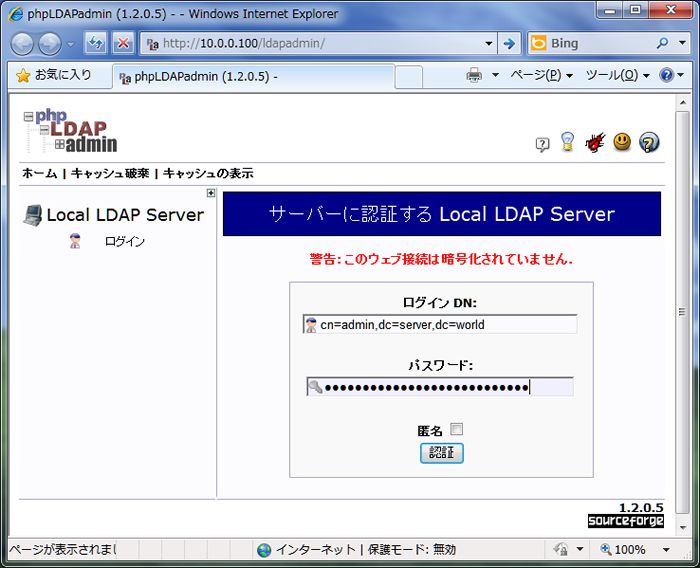 phpLDAPadmin (1.2.0.5) - - Windows Internet Explorer
http://10.0.0.100/ldapadmin/
Bing
お気に入り
phpLDAPadmin (1.2.0.5) -
ページ(P)
ツール(O)
php
LDAP
admin
ホーム | キャッシュ破棄 | キャッシュの表示
Local LDAP Server
ログイン
サーバーに認証する Local LDAP Server
警告: このウェブ接続は暗号化されていません.
ログイン DN:
cn=admin,dc=server,dc=world
パスワード:
匿名
認証
1.2.0.5
sourceforge
ページが表示されまし
インターネット | 保護モード: 無効
100%